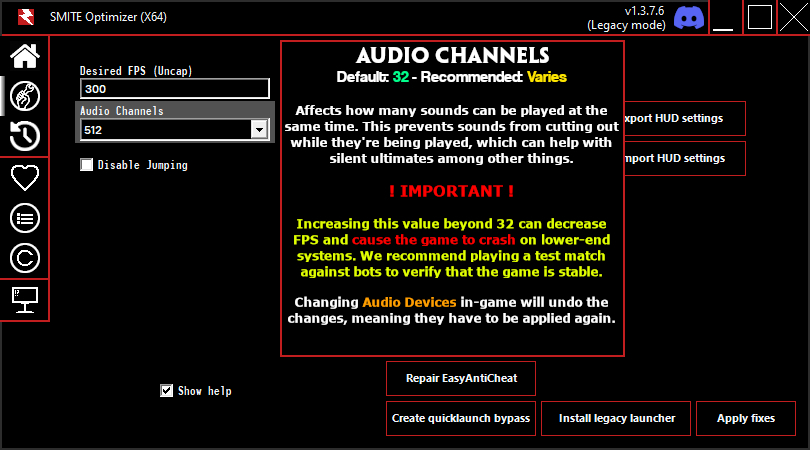 SMITE Optimizer (X64)
v1.3.7.6
(Legacy mode)
Desired FPS (Uncap)
300
Audio Channels
512
Disable Jumping
AUDIO CHANNELS
Default: 32 - Recommended: Varies
Affects how many sounds can be played at the
same time. This prevents sounds from cutting out
while they're being played, which can help with
silent ultimates among other things.
! IMPORTANT !
Increasing this value beyond 32 can decrease
FPS and cause the game to crash on lower-end
systems. We recommend playing a test match
against bots to verify that the game is stable.
Changing Audio Devices in-game will undo the
changes, meaning they have to be applied again.
xport HUD settings
mport HUD settings
Show help
Repair EasyAntiCheat
Create quicklaunch bypass
Install legacy launcher
Apply fixes